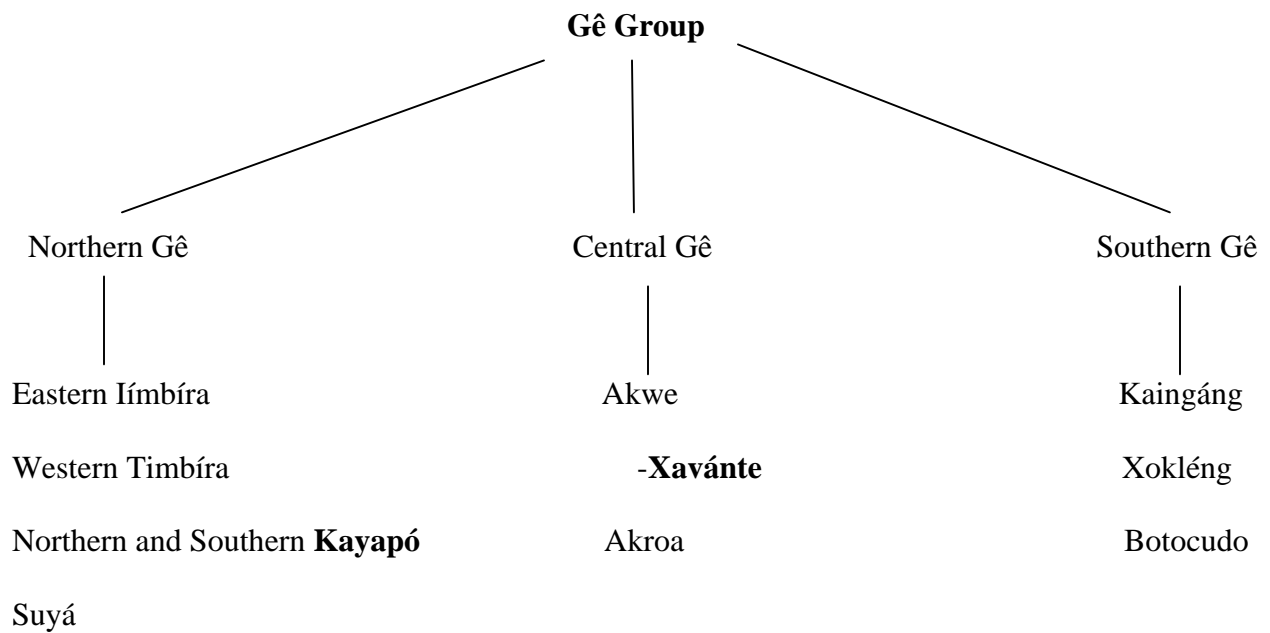 Gê Group
Northern Gê Central Gê Southern Gê
Eastern Iímbíra Akwe Kaingáng
Western Timbíra -Xavánte Xokléng
Northern and Southern Kayapó Akroa Botocudo
Suyá